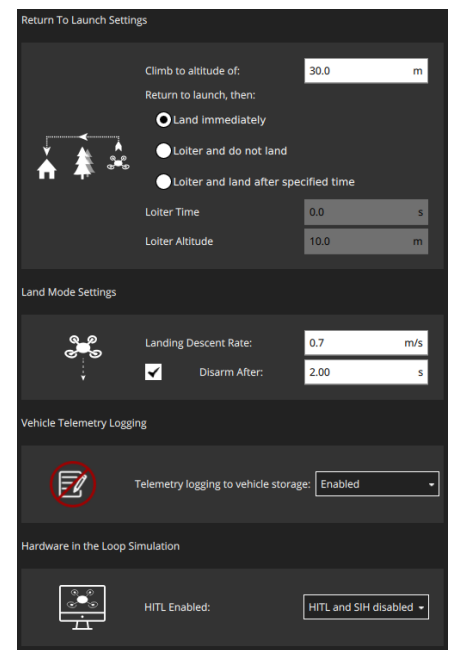 Return To Launch Settings
Climb to altitude of: 30.0 m
Return to launch, then:
Land immediately
Loiter and do not land
Loiter and land after specified time
Loiter Time 0.0 s
Loiter Altitude 10.0 m
Land Mode Settings
Landing Descent Rate: 0.7 m/s
Disarm After: 2.00 s
Vehicle Telemetry Logging
Telemetry logging to vehicle storage: Enabled
Hardware in the Loop Simulation
HITL Enabled: HITL and SIH disabled